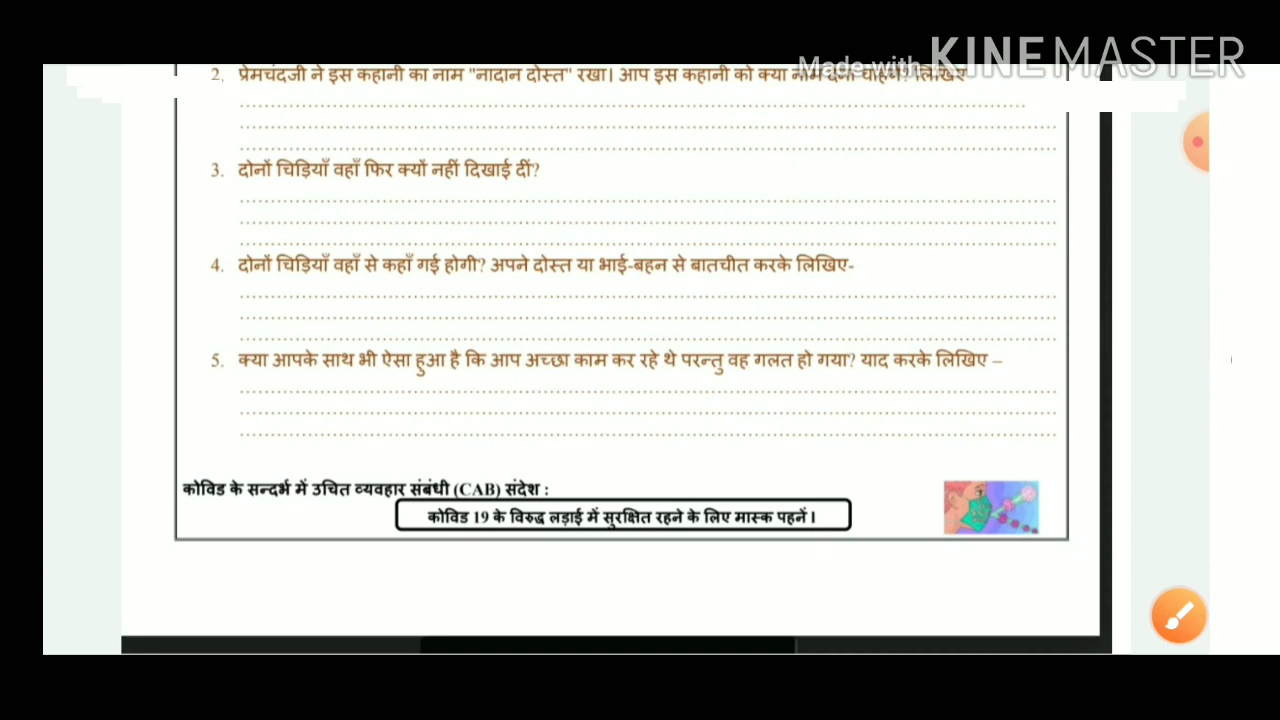 Made with KINEMASTER
2. प्रेमचंदजी ने इस कहानी का नाम "नादान दोस्त" रखा। आप इस कहानी को क्या नाम देना चाहेंगे? लिखिए
3. दोनों चिड़ियाँ वहाँ फिर क्यों नहीं दिखाई दीं?
4. दोनों चिड़ियाँ वहाँ से कहाँ गई होगी? अपने दोस्त या भाई-बहन से बातचीत करके लिखिए-
5. क्या आपके साथ भी ऐसा हुआ है कि आप अच्छा काम कर रहे थे परन्तु वह गलत हो गया? याद करके लिखिए –
कोविड के सन्दर्भ में उचित व्यवहार संबंधी (CAB) संदेश :
कोविड 19 के विरुद्ध लड़ाई में सुरक्षित रहने के लिए मास्क पहनें।